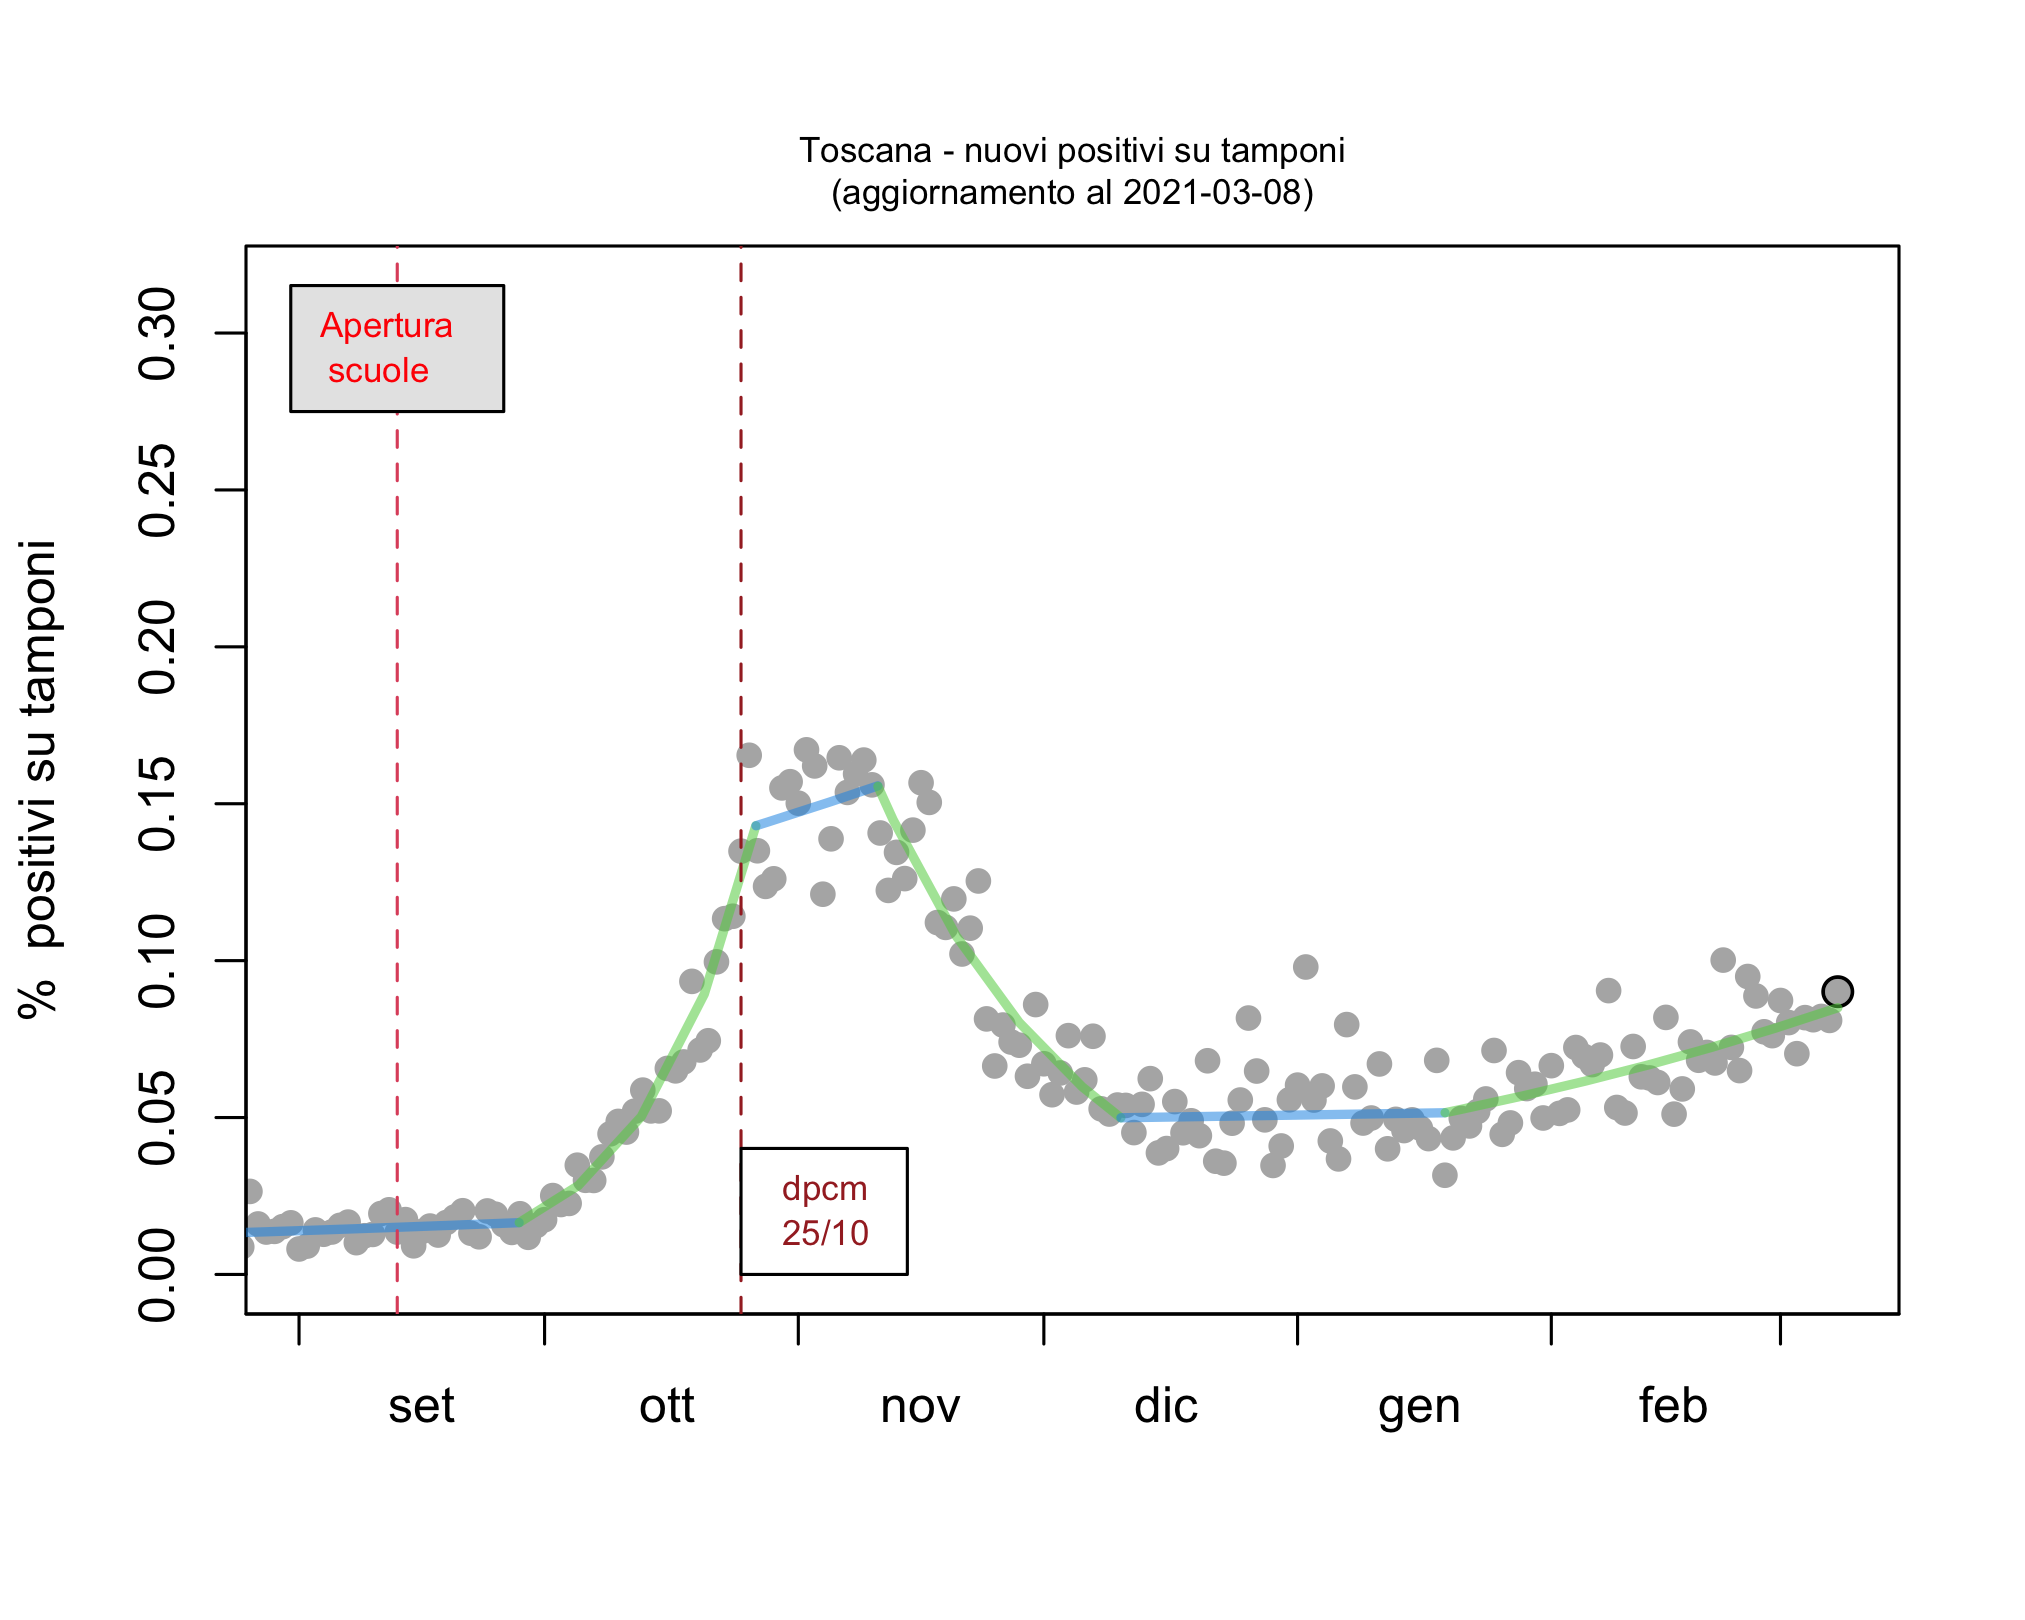 Toscana - nuovi positivi su tamponi
(aggiornamento al 2021-03-08)
% positivi su tamponi
0.30
0.25
0.20
0.15
0.10
0.05
0.00
Apertura
scuole
dpcm
25/10
set
ott
nov
dic
gen
feb